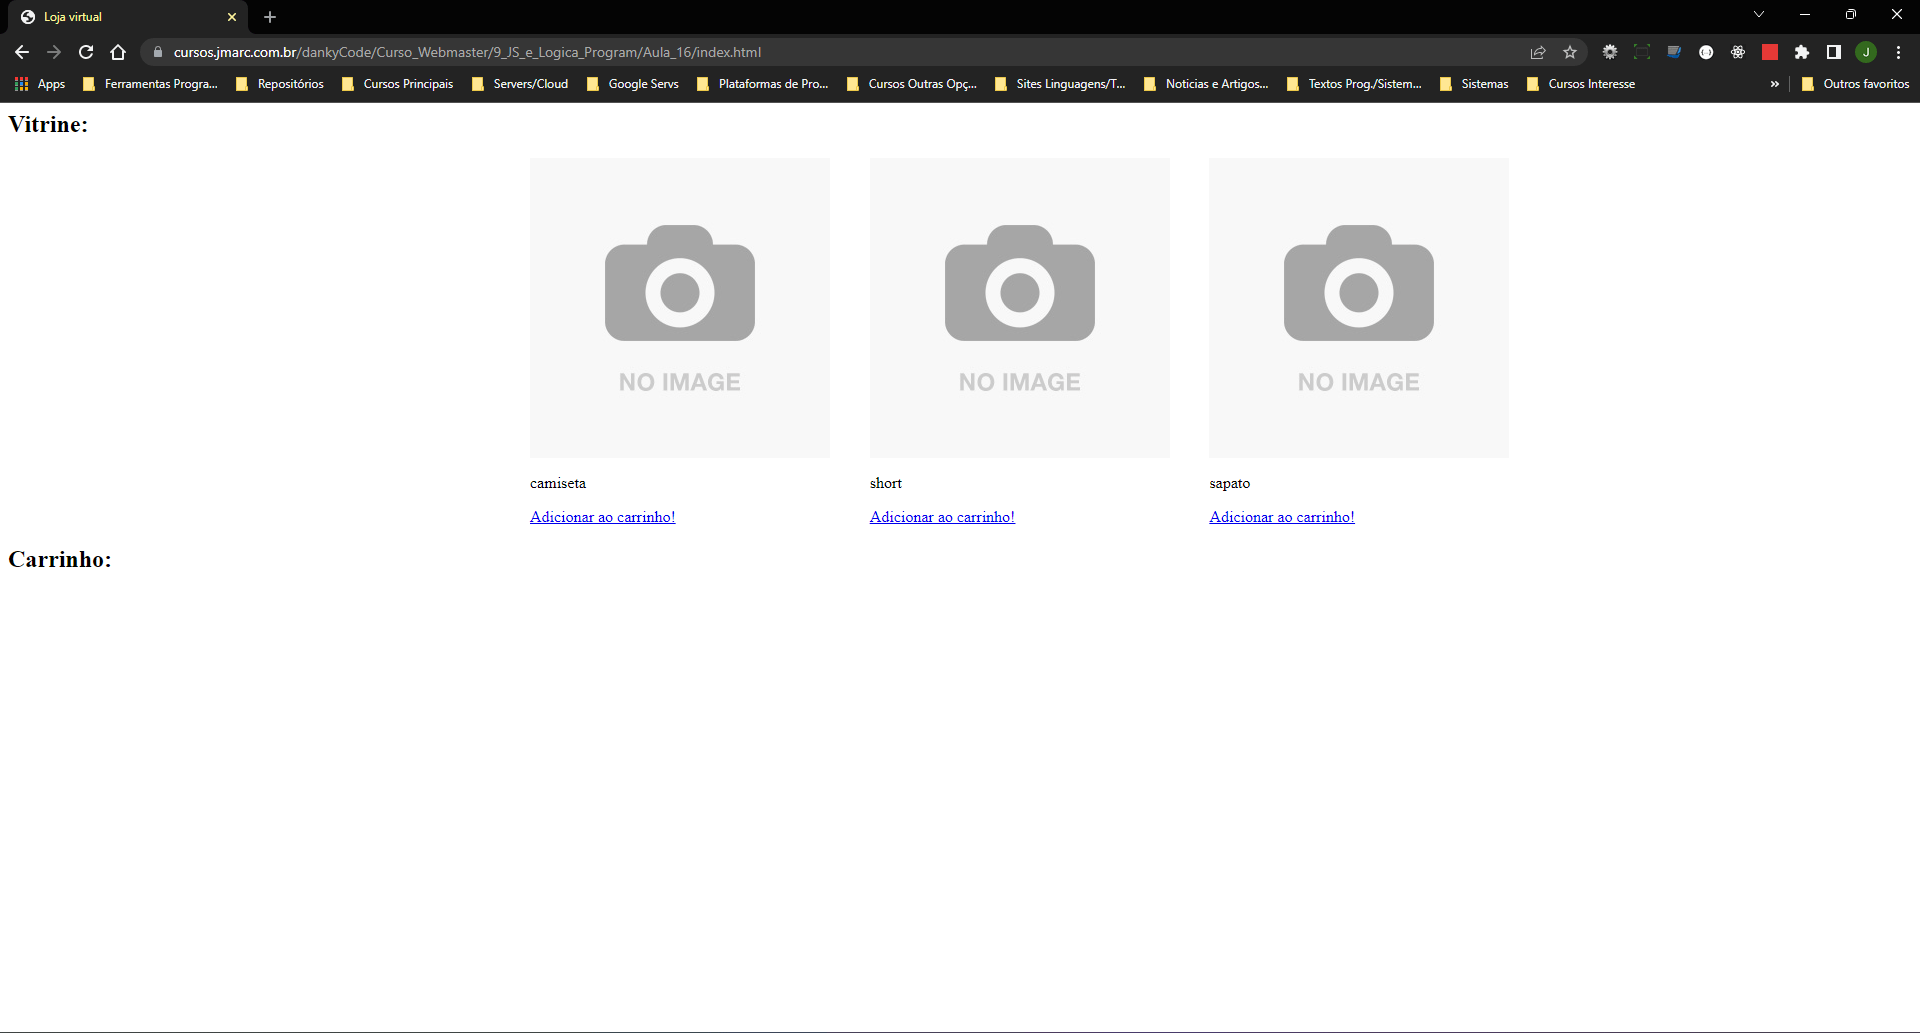 Loja virtual
cursos.jmarc.com.br/dankyCode/Curso_Webmaster/9_JS_e_Logica_Program/Aula_16/index.html
J
Apps Ferramentas Progra... Repositórios Cursos Principais Servers/Cloud Google Servs Plataformas de Pro... Cursos Outras Opç... Sites Linguagens/T... Noticias e Artigos... Textos Prog./Sistem... Sistemas Cursos Interesse » Outros favoritos
Vitrine:
NO IMAGE NO IMAGE NO IMAGE
camiseta short sapato
Adicionar ao carrinho! Adicionar ao carrinho! Adicionar ao carrinho!
Carrinho: